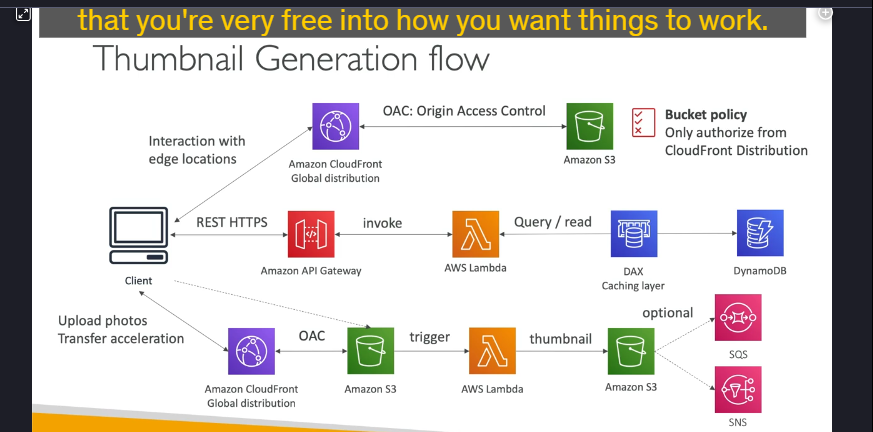 that you're very free into how you want things to work.
Thumbnail Generation flow
OAC: Origin Access Control
Bucket policy
Only authorize from
CloudFront Distribution
Interaction with
edge locations
Amazon CloudFront
Global distribution
Amazon S3
REST HTTPS
invoke
Query / read
Client
Amazon API Gateway
AWS Lambda
DAX
Caching layer
DynamoDB
Upload photos
Transfer acceleration
OAC
trigger
thumbnail
optional
SQS
Amazon CloudFront
Global distribution
Amazon S3
AWS Lambda
Amazon S3
SNS